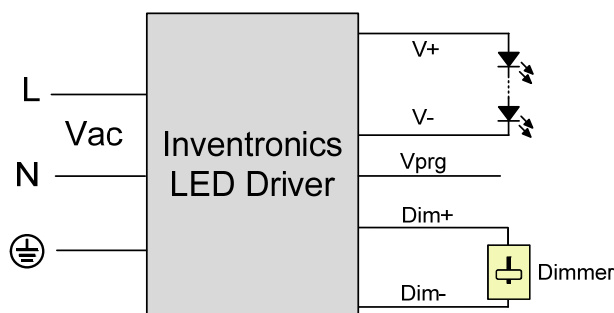 L
Vac
N
Inventronics
LED Driver
V+
V-
Vprg
Dim+
Dimmer
Dim-